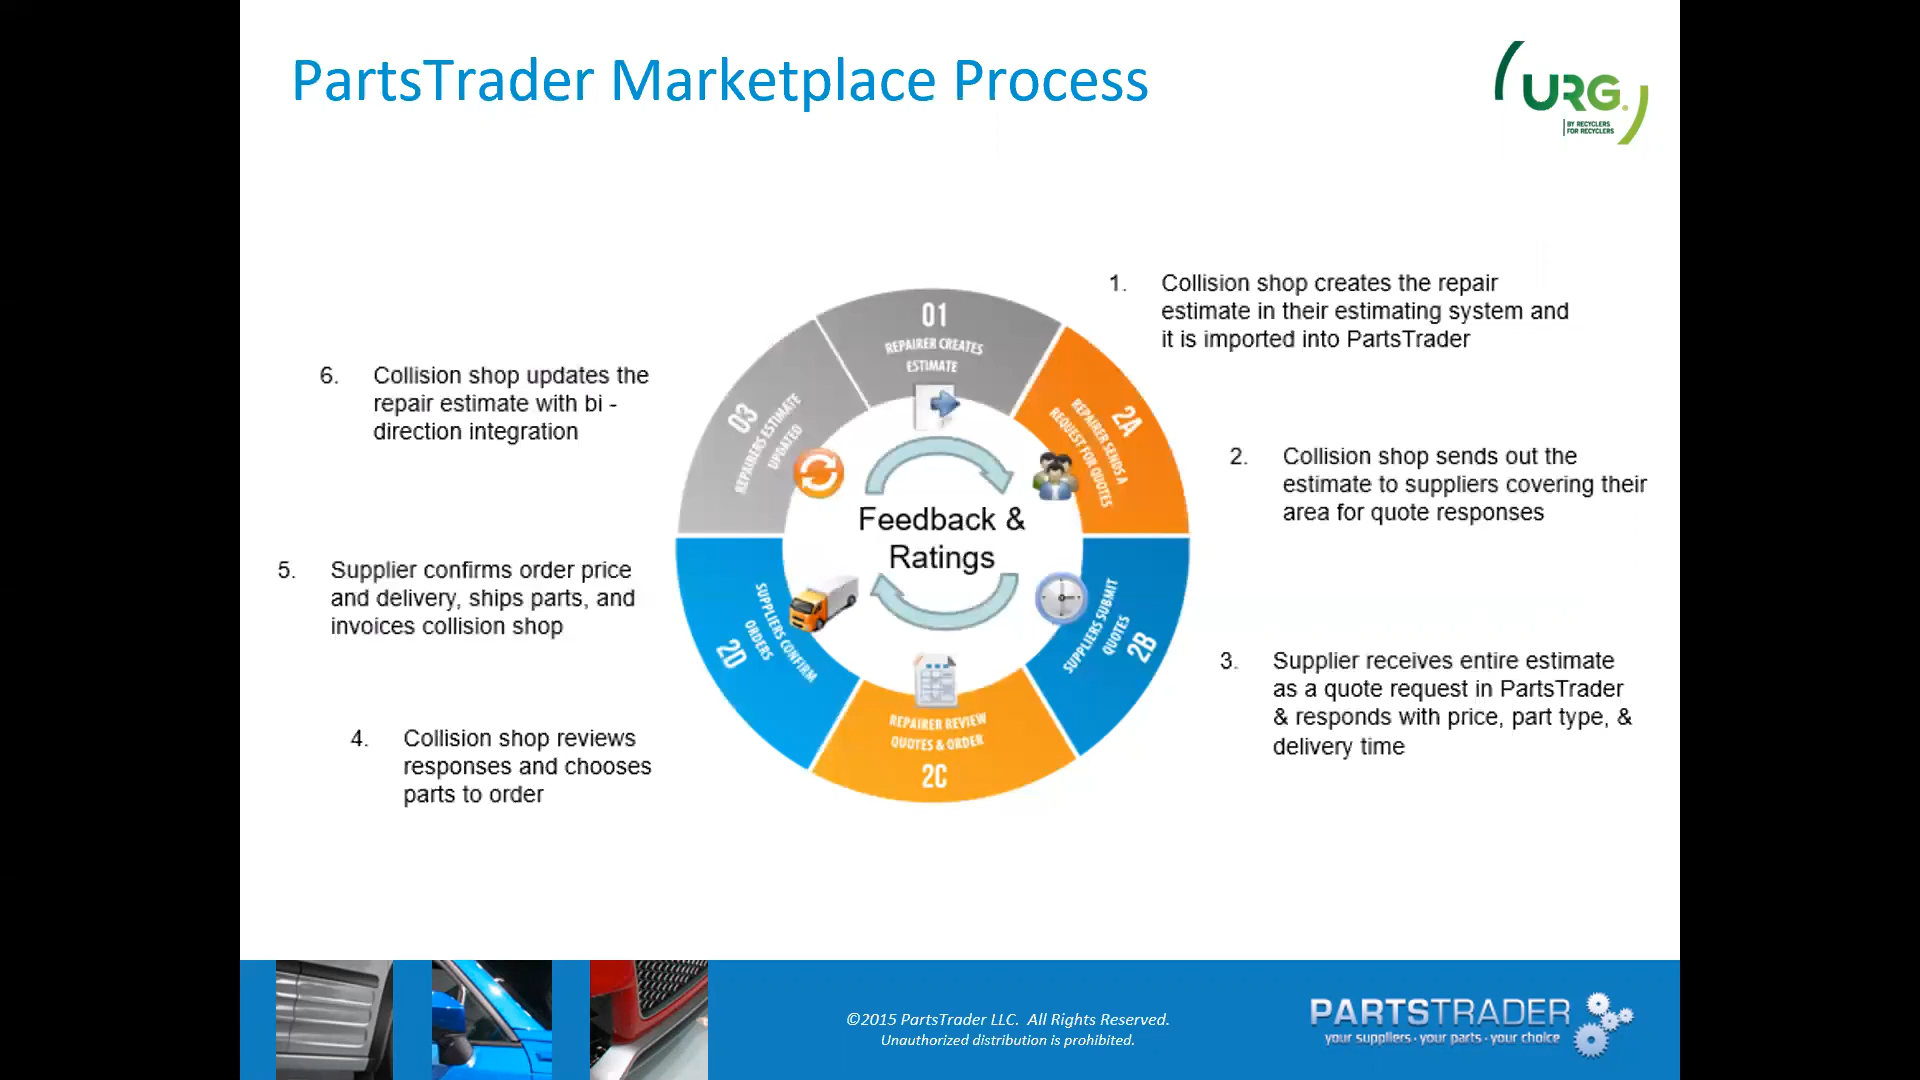 PartsTrader Marketplace Process
URG.
BY RECYCLERS
FOR RECYCLERS
1. Collision shop creates the repair
estimate in their estimating system and
it is imported into PartsTrader
2. Collision shop sends out the
estimate to suppliers covering their
area for quote responses
3. Supplier receives entire estimate
as a quote request in PartsTrader
& responds with price, part type, &
delivery time
4. Collision shop reviews
responses and chooses
parts to order
5. Supplier confirms order price
and delivery, ships parts, and
invoices collision shop
6. Collision shop updates the
repair estimate with bi -
direction integration
01
REPAIRER CREATES
ESTIMATE
2A
REPAIRER SENDS A
REQUEST FOR QUOTES
SUPPLIERS SUBMIT
QUOTES
2B
REPAIRER REVIEW
QUOTES & ORDER
2C
SUPPLIERS CONFIRM
ORDERS
2D
03
REPAIRERS ESTIMATE
UPDATED
Feedback &
Ratings
©2015 PartsTrader LLC. All Rights Reserved.
Unauthorized distribution is prohibited.
PARTSTRADER
your suppliers · your parts · your choice